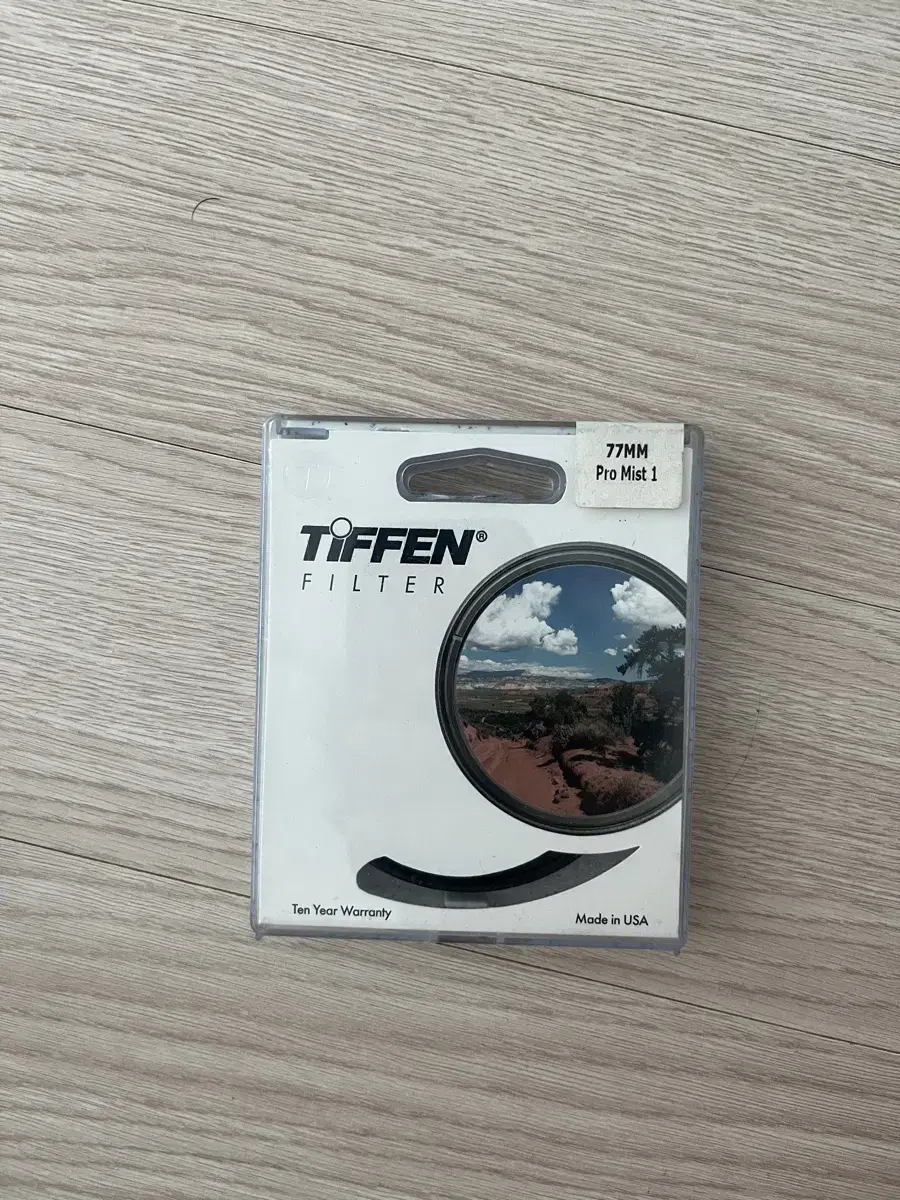 77MM
Pro Mist 1
TIFFEN®
FILTER
Ten Year Warranty
Made in USA